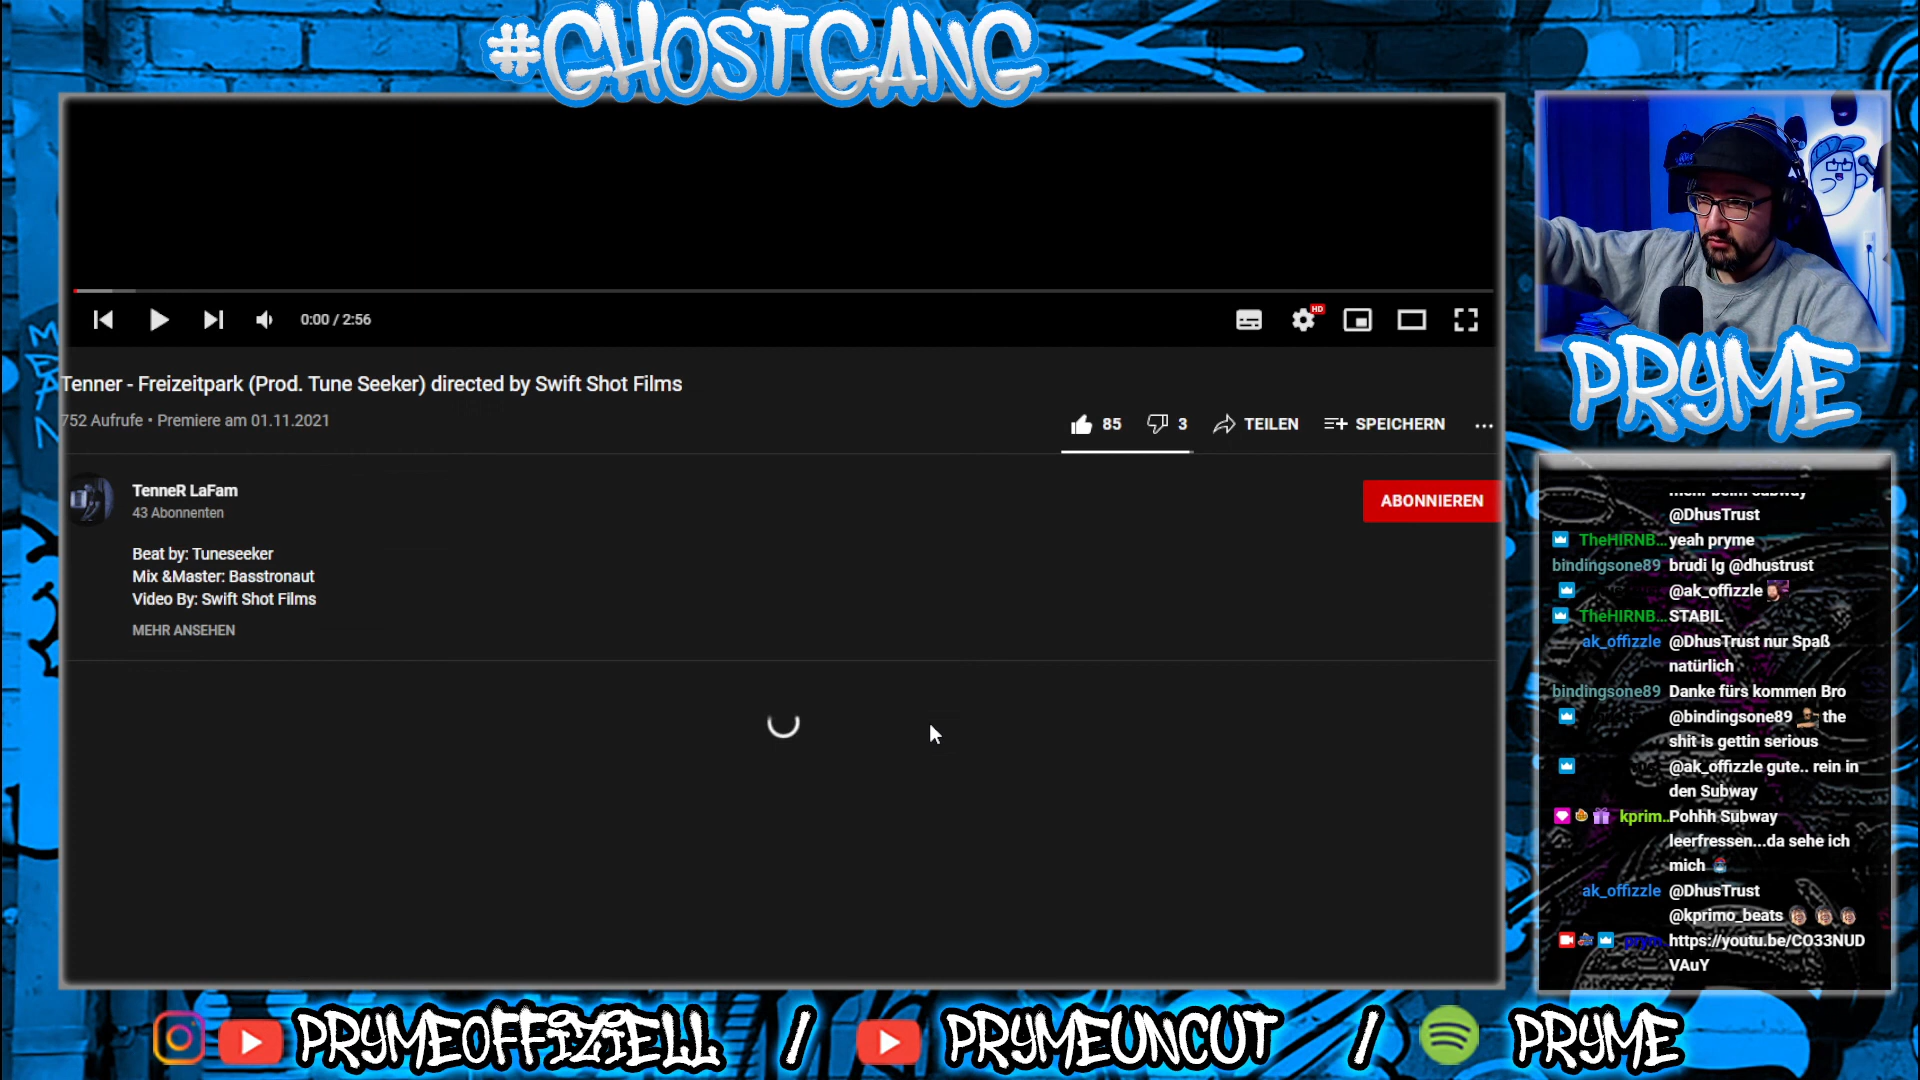 #GHOSTGANG
0:00 / 2:56
HD
Tenner - Freizeitpark (Prod. Tune Seeker) directed by Swift Shot Films
752 Aufrufe • Premiere am 01.11.2021
85
3
TEILEN
SPEICHERN
TenneR LaFam
43 Abonnenten
ABONNIEREN
Beat by: Tuneseeker
Mix &Master: Basstronaut
Video By: Swift Shot Films
MEHR ANSEHEN
PRYME
mehr beim Subway
@DhusTrust
TheHIRNB... yeah pryme
bindingsone89 brudi lg @dhustrust
@ak_offizzle
TheHIRNB... STABIL
ak_offizzle @DhusTrust nur Spaß
natürlich
bindingsone89 Danke fürs kommen Bro
@bindingsone89 the
shit is gettin serious
@ak_offizzle gute.. rein in
den Subway
kprim.. Pohhh Subway
leerfressen...da sehe ich
mich
ak_offizzle @DhusTrust
@kprimo_beats
prym.. https://youtu.be/CO33NUD
VAuY
PRYMEOFFIZIELL / PRYMEUNCUT / PRYME